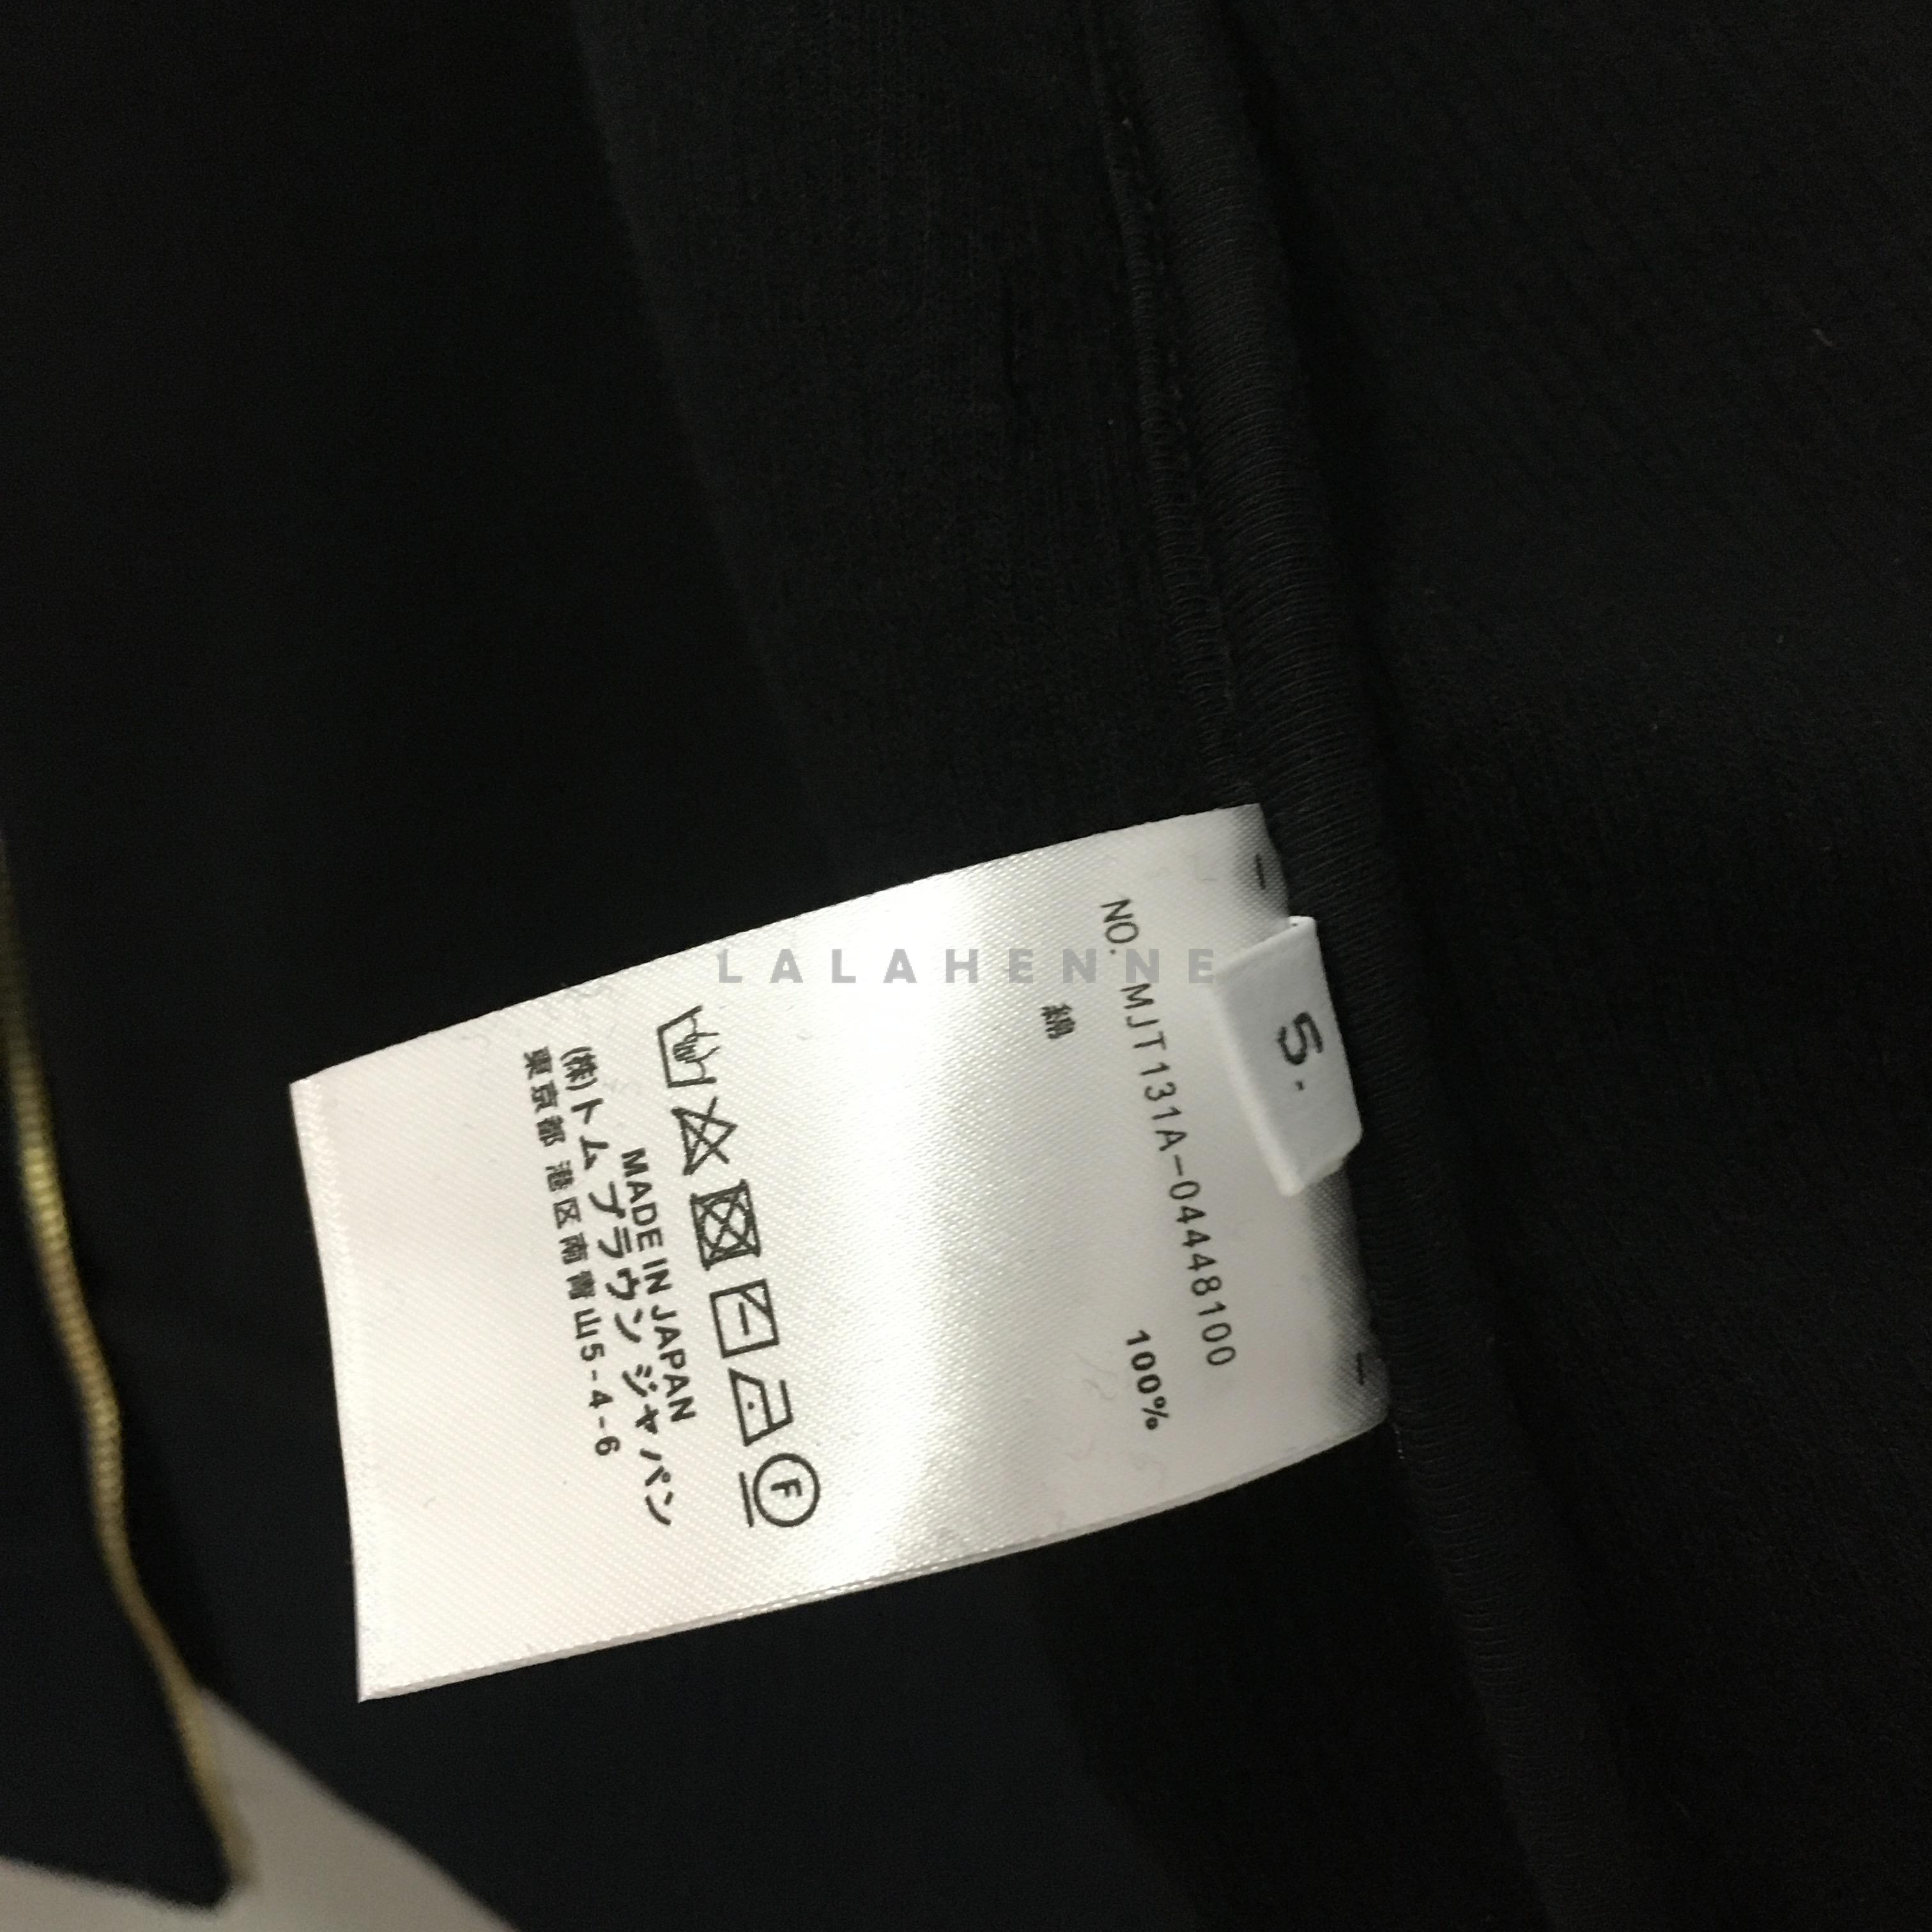 5.
NO. MJT131A-04448100
綿 100%
F
MADE IN JAPAN
(株)トム ブラウン ジャパン
東京都 港区南青山5-4-6
LALAHENNE